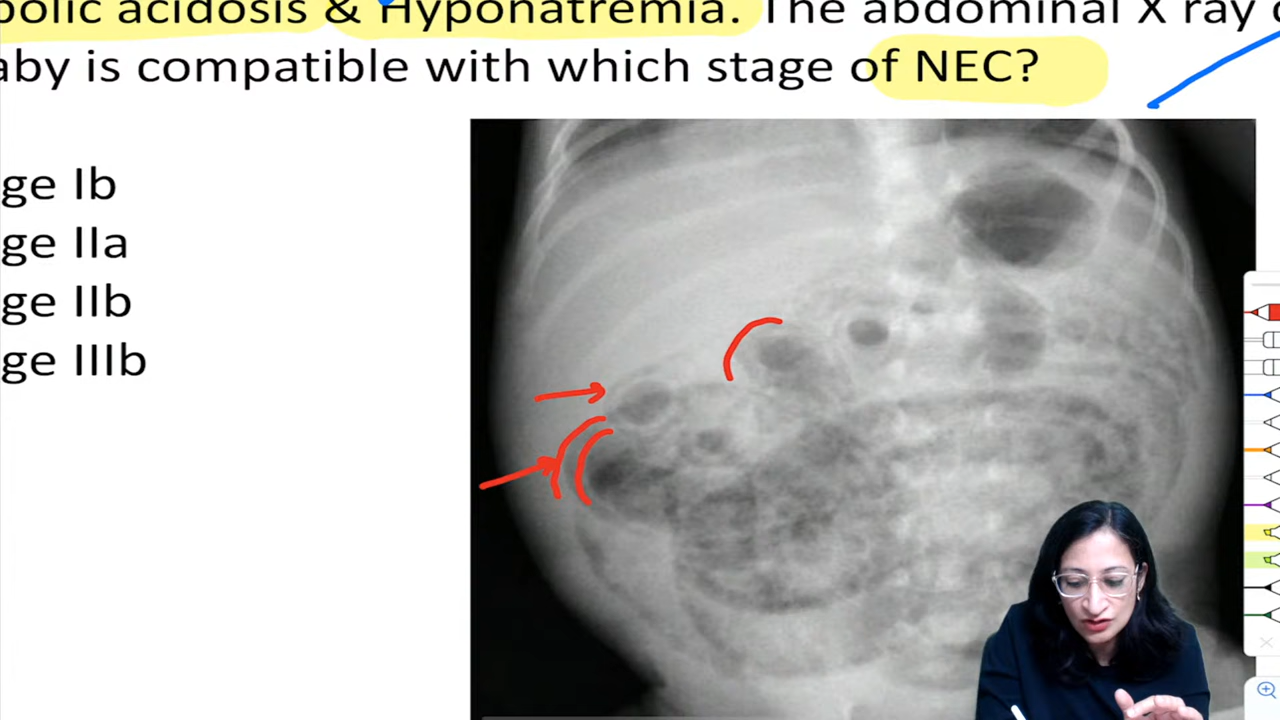 bolic acidosis & Hyponatremia. The abdominal X ray
aby is compatible with which stage of NEC?
ge Ib
ge IIa
ge IIb
ge IIIb